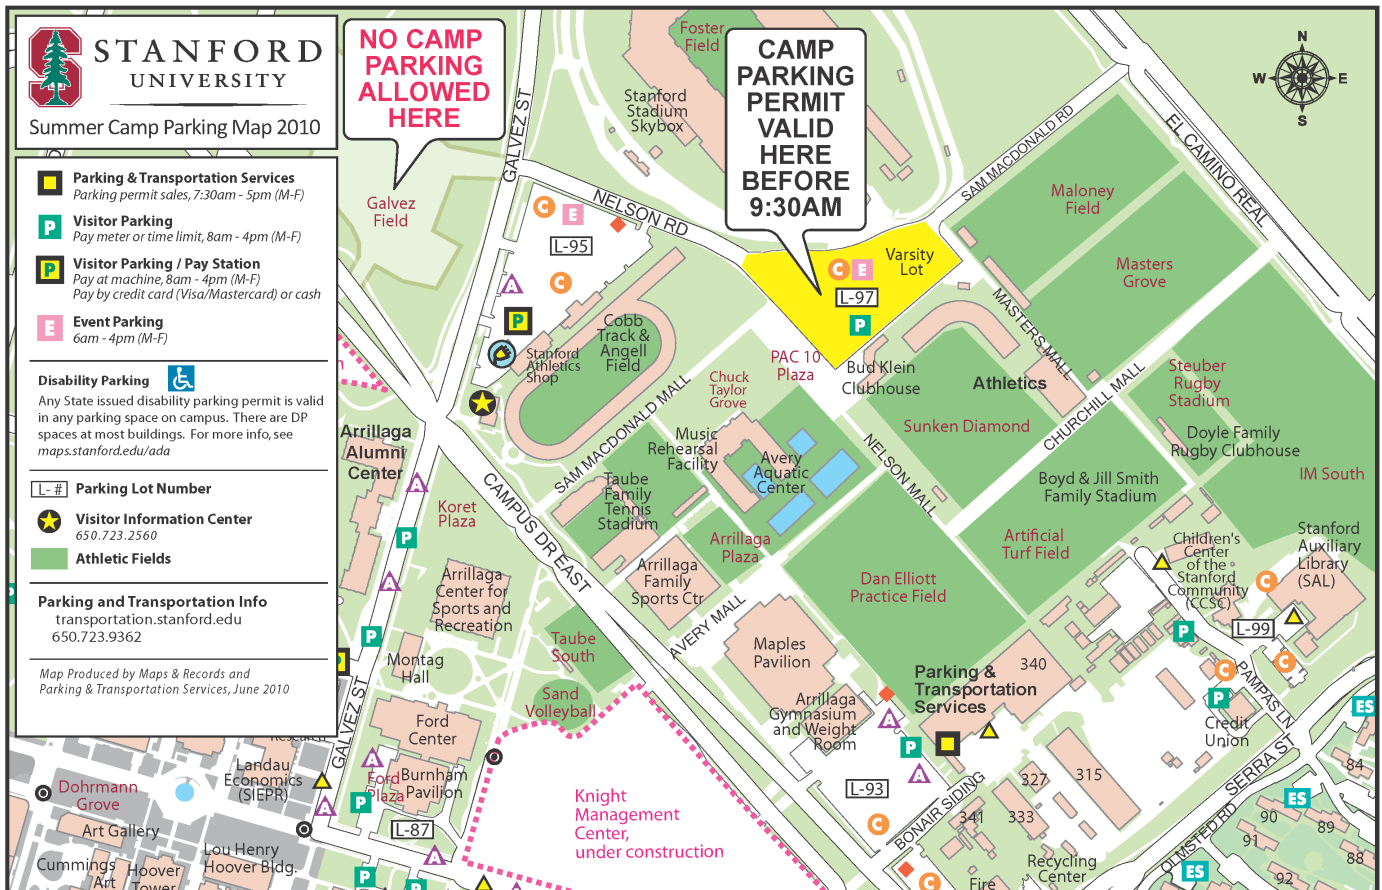 STANFORD
UNIVERSITY
Summer Camp Parking Map 2010
Parking & Transportation Services
Parking permit sales, 7:30am - 5pm (M-F)
P
Visitor Parking
Pay meter or time limit, 8am - 4pm (M-F)
P
Visitor Parking / Pay Station
Pay at machine, 8am - 4pm (M-F)
Pay by credit card (Visa/Mastercard) or cash
E
Event Parking
6am - 4pm (M-F)
Disability Parking
Any State issued disability parking permit is valid
in any parking space on campus. There are DP
spaces at most buildings. For more info, see
maps.stanford.edu/ada
L- #
Parking Lot Number
Visitor Information Center
650.723.2560
Athletic Fields
Parking and Transportation Info
transportation.stanford.edu
650.723.9362
Map Produced by Maps & Records and
Parking & Transportation Services, June 2010
NO CAMP
PARKING
ALLOWED
HERE
CAMP
PARKING
PERMIT
VALID
HERE
BEFORE
9:30AM
N
W
E
S
Foster
Field
Stanford
Stadium
Skybox
GALVEZ ST
Galvez
Field
NELSON RD
SAM MACDONALD RD
EL CAMINO REAL
Maloney
Field
Masters
Grove
C
E
L-95
C
A
P
Stanford
Athletics
Shop
Cobb
Track &
Angell
Field
Varsity
Lot
C
E
L-97
P
PAC 10
Plaza
Bud Klein
Clubhouse
Chuck
Taylor
Grove
MASTERS MALL
Athletics
Sunken Diamond
CHURCHILL MALL
Steuber
Rugby
Stadium
Doyle Family
Rugby Clubhouse
IM South
SAM MACDONALD MALL
Music
Rehearsal
Facility
Avery
Aquatic
Center
NELSON MALL
Boyd & Jill Smith
Family Stadium
Artificial
Turf Field
Taube
Family
Tennis
Stadium
Arrillaga
Plaza
Arrillaga
Family
Sports Ctr
AVERY MALL
Dan Elliott
Practice Field
Children's
Center
of the
Stanford
Community
(CCSC)
Stanford
Auxiliary
Library
(SAL)
C
P
L-99
C
C
P
PAMPAS LN
Credit
Union
ES
Arrillaga
Alumni
Center
A
Koret
Plaza
CAMPUS DR EAST
P
A
Arrillaga
Center for
Sports and
Recreation
P
Montag
Hall
Taube
South
Sand
Volleyball
GALVEZ ST
Ford
Center
A
Ford
Plaza
Burnham
Pavilion
P
A
L-87
A
P
P
Landau
Economics
(SIEPR)
Dohrmann
Grove
Art Gallery
Cummings
Art
Hoover
Tower
Lou Henry
Hoover Bldg.
Knight
Management
Center,
under construction
Maples
Pavilion
Arrillaga
Gymnasium
and Weight
Room
A
P
A
Parking &
Transportation
Services
340
L-93
C
BONAIR SIDING
327
315
341
333
C
Fire
Recycling
Center
SERRA ST
OLMSTED RD
ES
ES
84
90
89
91
88
92